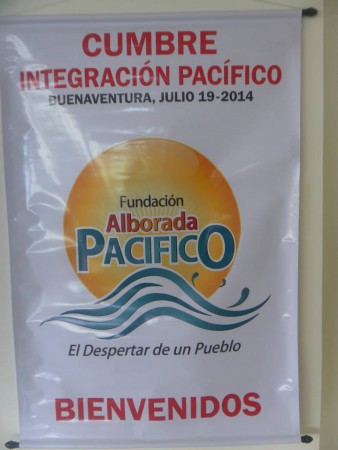 CUMBRE
INTEGRACIÓN PACÍFICO
BUENAVENTURA, JULIO 19-2014
Fundación
Alborada
PACIFICO
El Despertar de un Pueblo
BIENVENIDOS